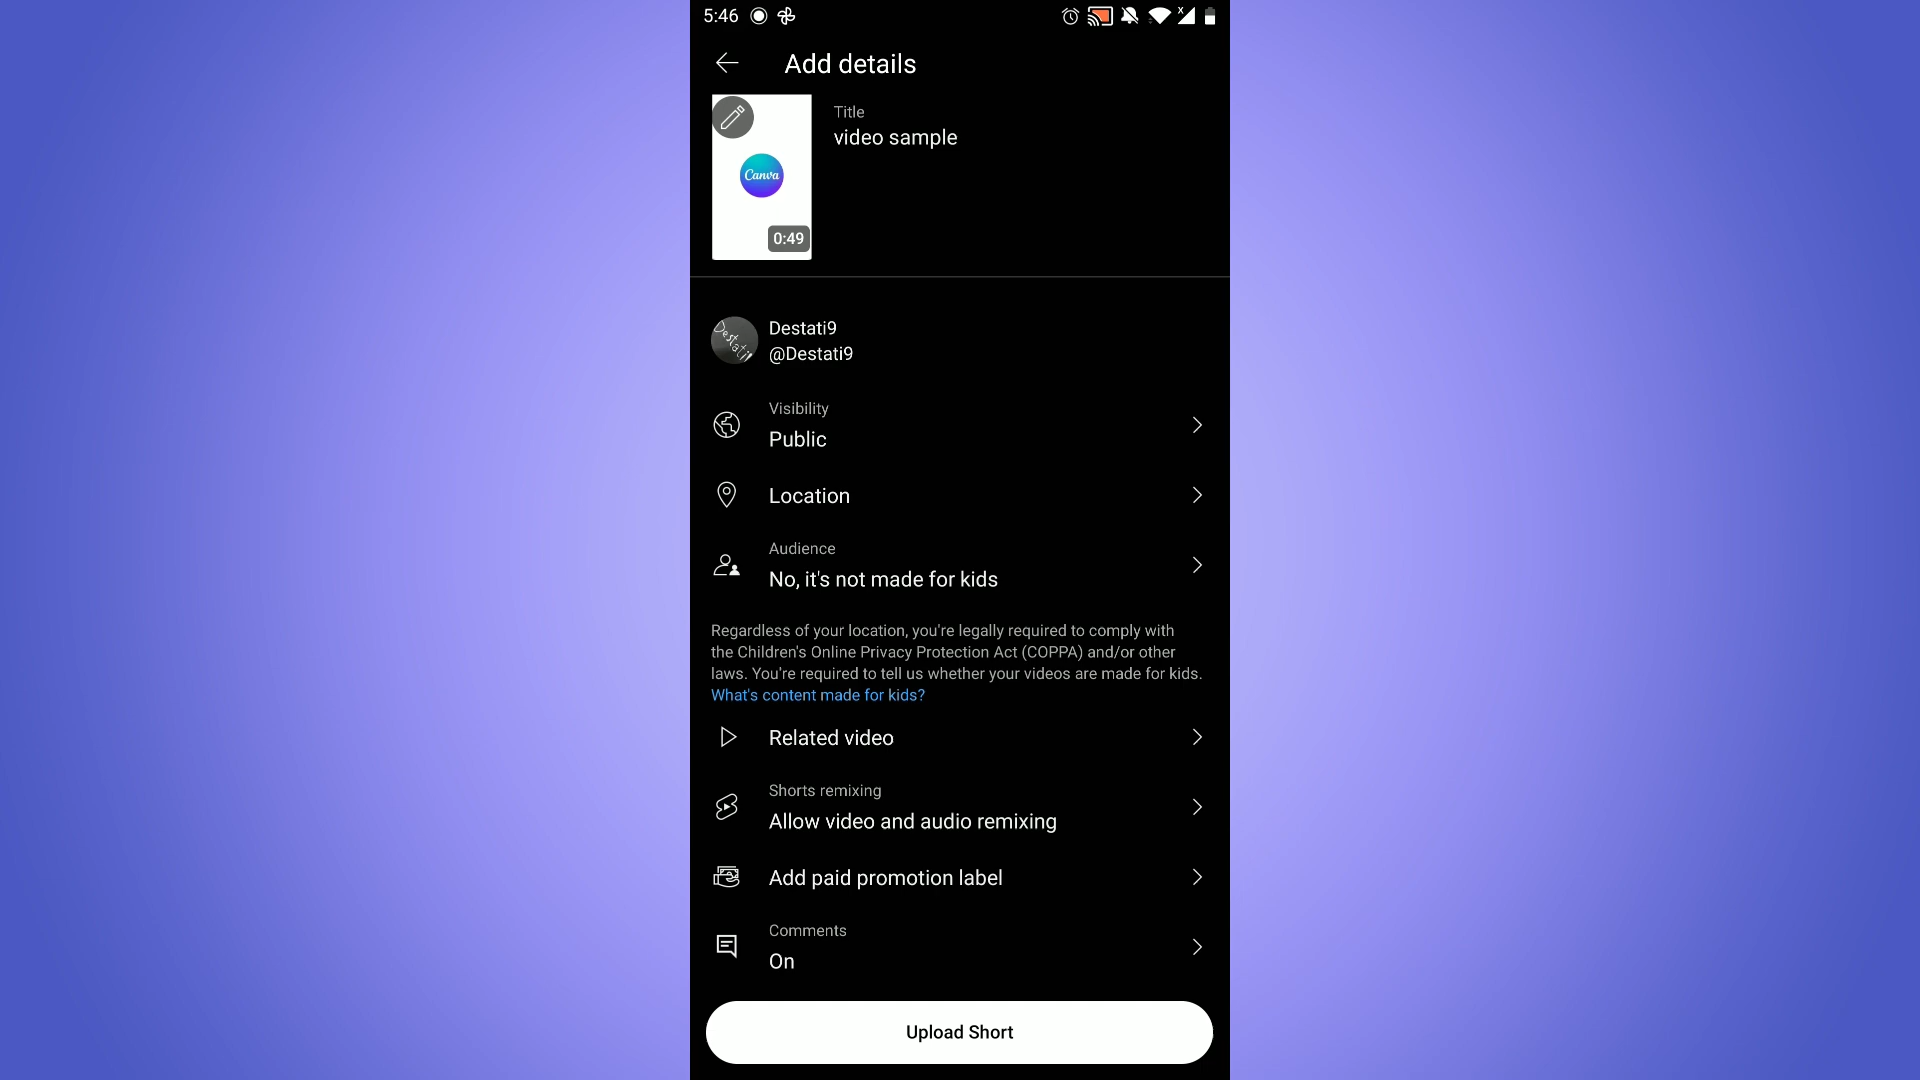 5:46
Add details
Title
video sample
Canva
0:49
Destati9
Destati9
@Destati9
Visibility
Public
Location
Audience
No, it's not made for kids
Regardless of your location, you're legally required to comply with
the Children's Online Privacy Protection Act (COPPA) and/or other
laws. You're required to tell us whether your videos are made for kids.
What's content made for kids?
Related video
Shorts remixing
Allow video and audio remixing
Add paid promotion label
Comments
On
Upload Short